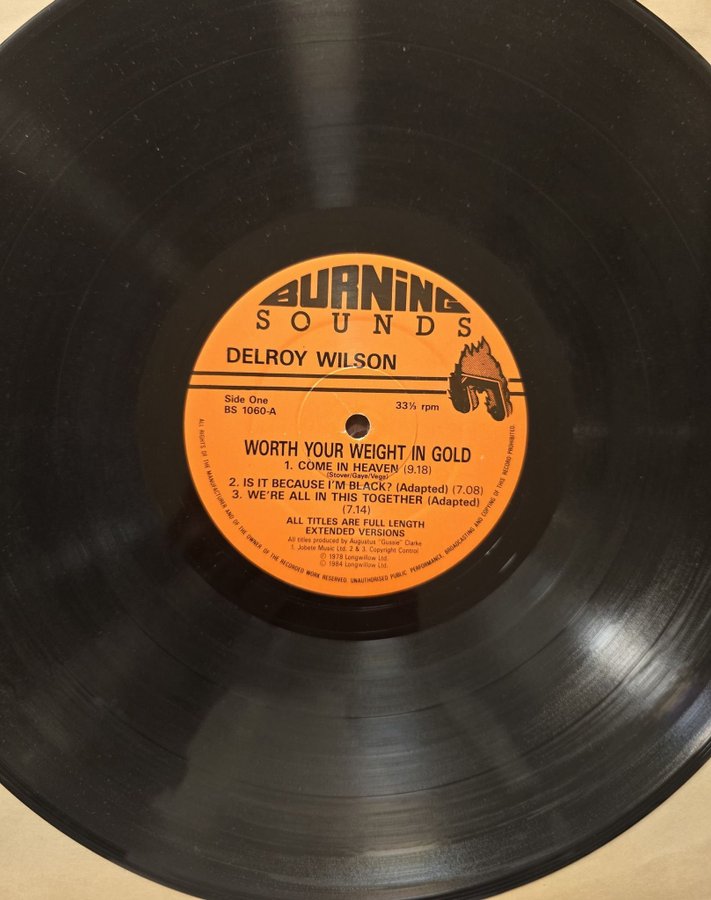 BURNiNG
SOUNDS
DELROY WILSON
Side One
BS 1060-A
33⅓ rpm
WORTH YOUR WEIGHT IN GOLD
1. COME IN HEAVEN (9.18)
(Stover/Gaye/Vega)
2. IS IT BECAUSE I'M BLACK? (Adapted) (7.08)
3. WE'RE ALL IN THIS TOGETHER (Adapted)
(7.14)
ALL TITLES ARE FULL LENGTH
EXTENDED VERSIONS
All titles produced by Augustus "Gussie" Clarke
1. Jobete Music Ltd. 2 & 3. Copyright Control
℗ 1978 Longwillow Ltd.
© 1984 Longwillow Ltd.
ALL RIGHTS OF THE MANUFACTURER AND OF THE OWNER OF THE RECORDED WORK RESERVED. UNAUTHORISED PUBLIC PERFORMANCE, BROADCASTING AND COPYING OF THIS RECORD PROHIBITED.